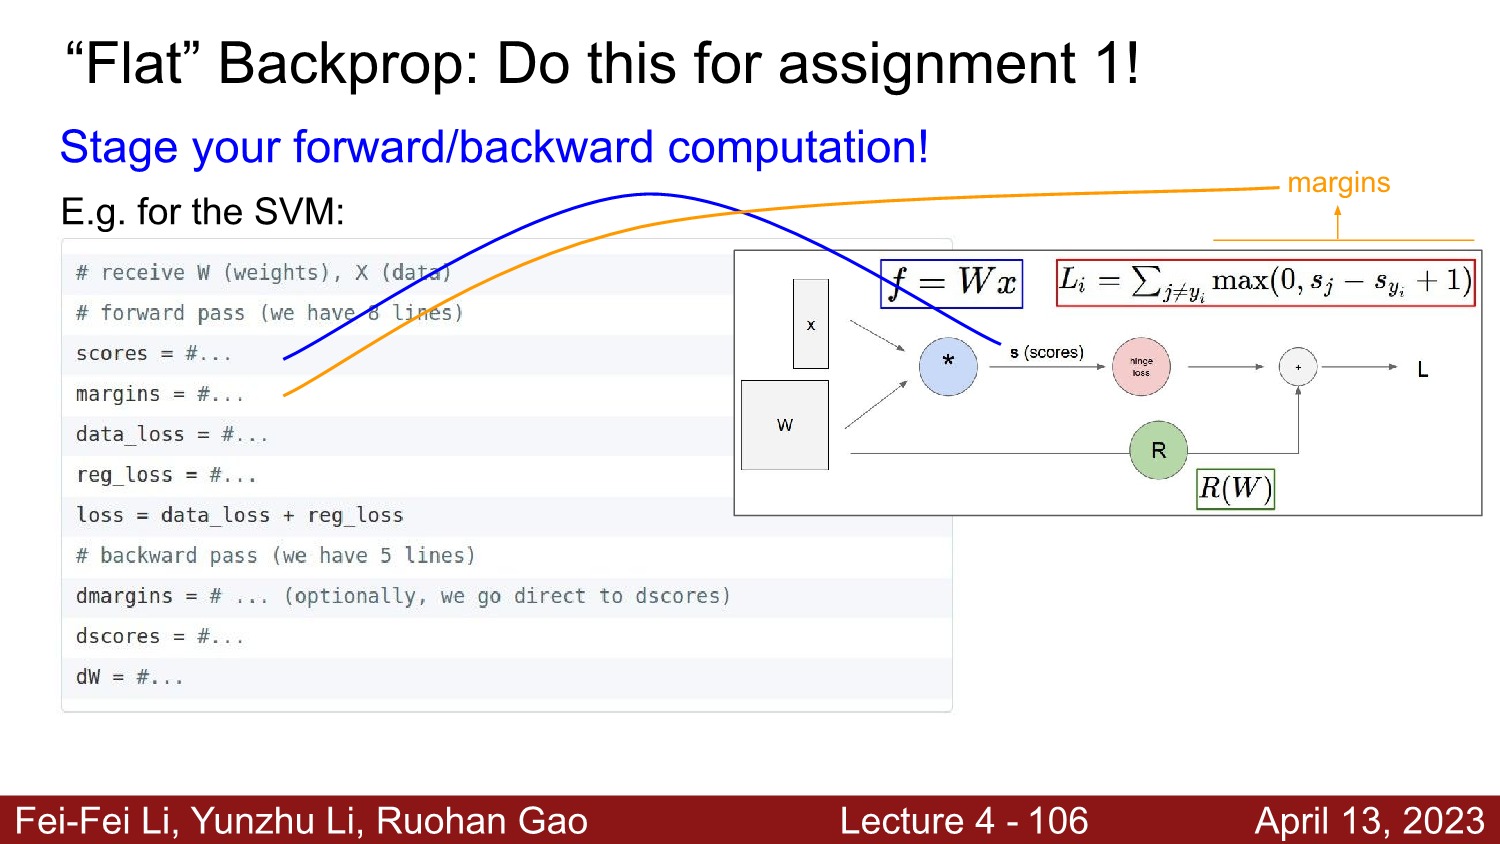 “Flat” Backprop: Do this for assignment 1!
Stage your forward/backward computation!
E.g. for the SVM:
margins
# receive W (weights), X (data)
# forward pass (we have 8 lines)
scores = #...
margins = #...
data_loss = #...
reg_loss = #...
loss = data_loss + reg_loss
# backward pass (we have 5 lines)
dmargins = # ... (optionally, we go direct to dscores)
dscores = #...
dW = #...
f = Wx
L_i = ∑_{j≠y_i} max(0, s_j − s_{y_i} + 1)
x
*
s (scores)
hinge
loss
+
L
W
R
R(W)
Fei-Fei Li, Yunzhu Li, Ruohan Gao
Lecture 4 - 106
April 13, 2023